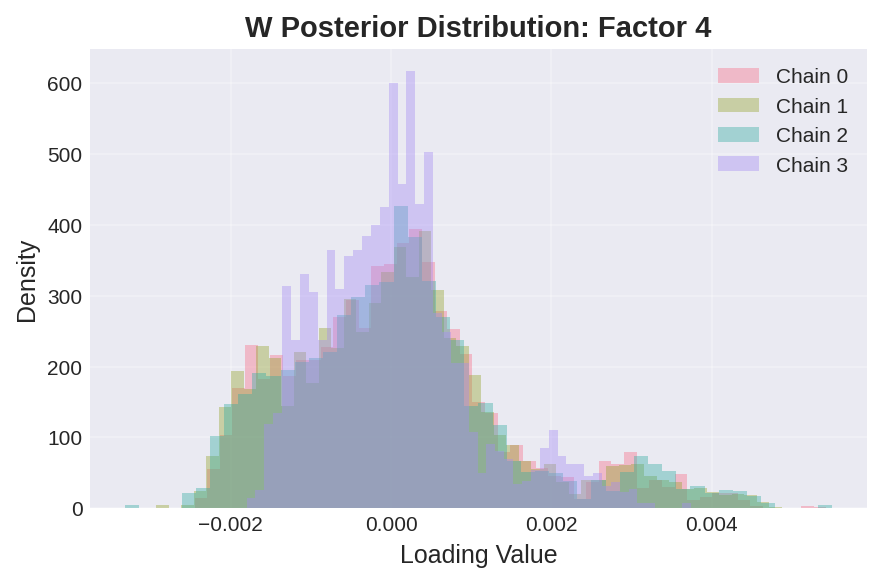 W Posterior Distribution: Factor 4
600
500
400
300
200
100
0
Density
Chain 0
Chain 1
Chain 2
Chain 3
−0.002
0.000
0.002
0.004
Loading Value